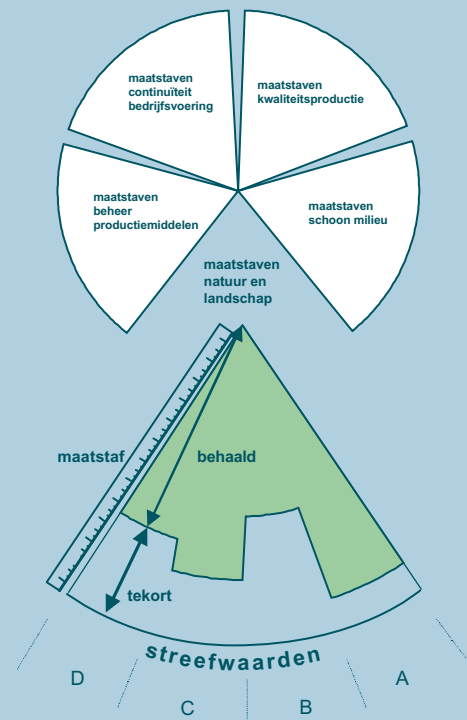 maatstaven
continuïteit
bedrijfsvoering
maatstaven
kwaliteitsproductie
maatstaven
beheer
productiemiddelen
maatstaven
schoon milieu
maatstaven
natuur en
landschap
maatstaf
behaald
tekort
streefwaarden
D
C
B
A